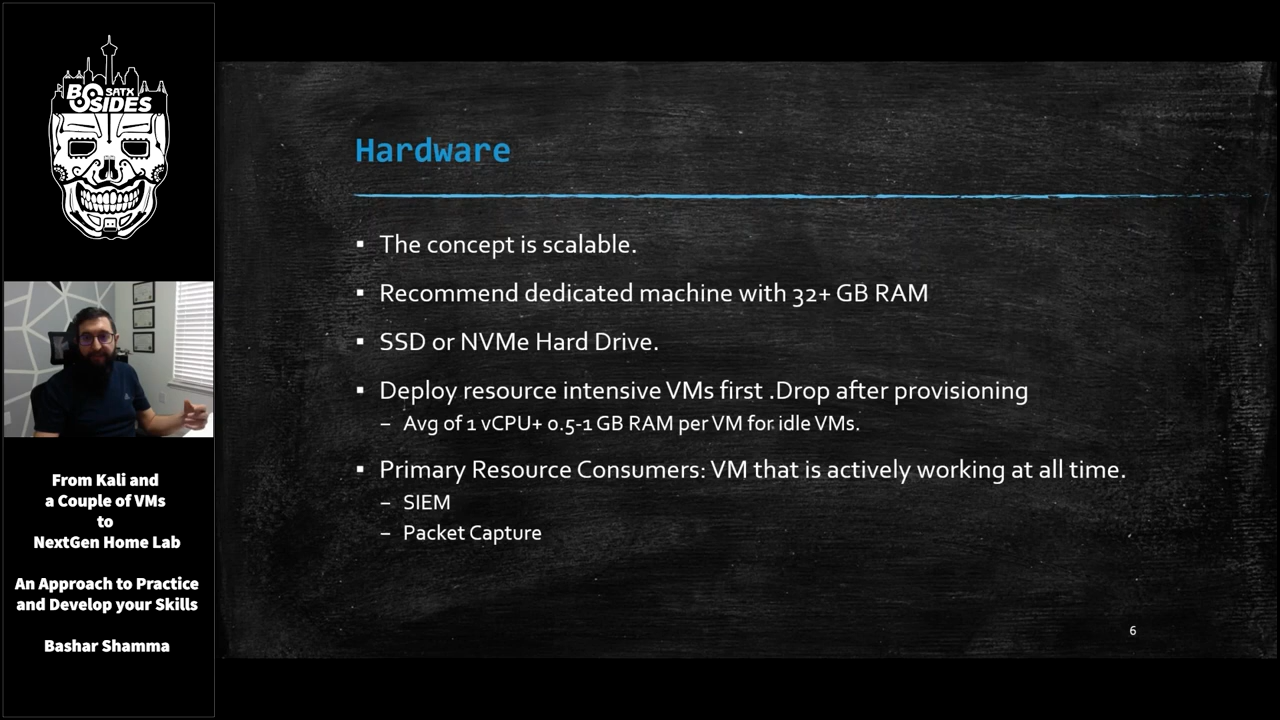 BSIDES
SATX
From Kali and
a Couple of VMs
to
NextGen Home Lab
An Approach to Practice
and Develop your Skills
Bashar Shamma
Hardware
▪ The concept is scalable.
▪ Recommend dedicated machine with 32+ GB RAM
▪ SSD or NVMe Hard Drive.
▪ Deploy resource intensive VMs first .Drop after provisioning
– Avg of 1 vCPU+ 0.5-1 GB RAM per VM for idle VMs.
▪ Primary Resource Consumers: VM that is actively working at all time.
– SIEM
– Packet Capture
6